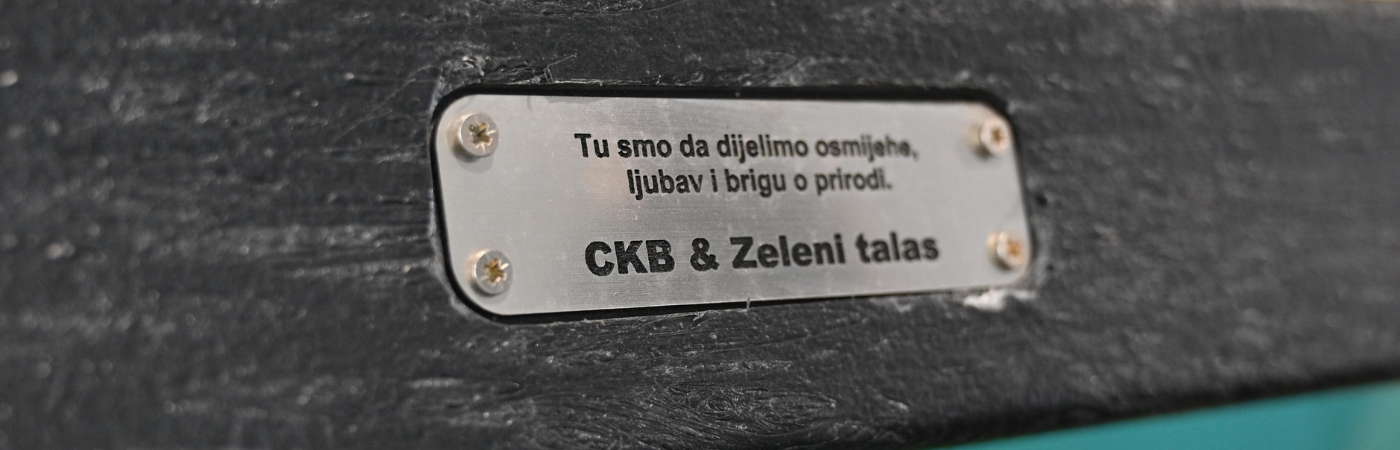 Tu smo da dijelimo osmijehe,
ljubav i brigu o prirodi.
CKB & Zeleni talas